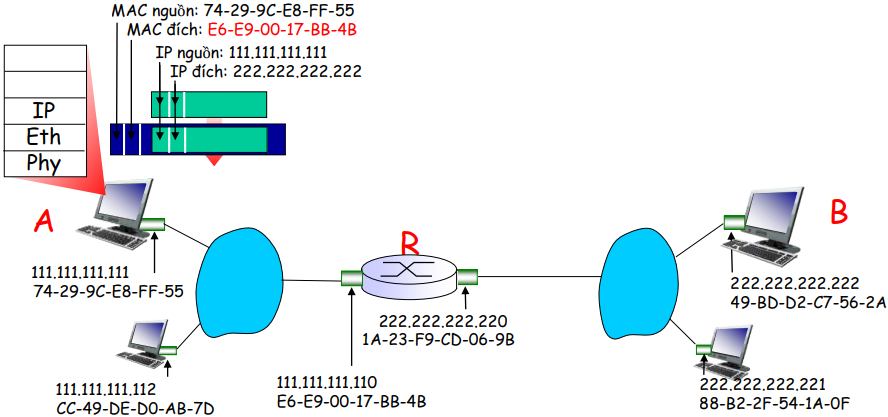 MAC nguồn: 74-29-9C-E8-FF-55
MAC đích: E6-E9-00-17-BB-4B
IP nguồn: 111.111.111.111
IP đích: 222.222.222.222
IP
Eth
Phy
A
R
B
111.111.111.111
74-29-9C-E8-FF-55
222.222.222.222
49-BD-D2-C7-56-2A
222.222.222.220
1A-23-F9-CD-06-9B
111.111.111.112
CC-49-DE-D0-AB-7D
111.111.111.110
E6-E9-00-17-BB-4B
222.222.222.221
88-B2-2F-54-1A-0F